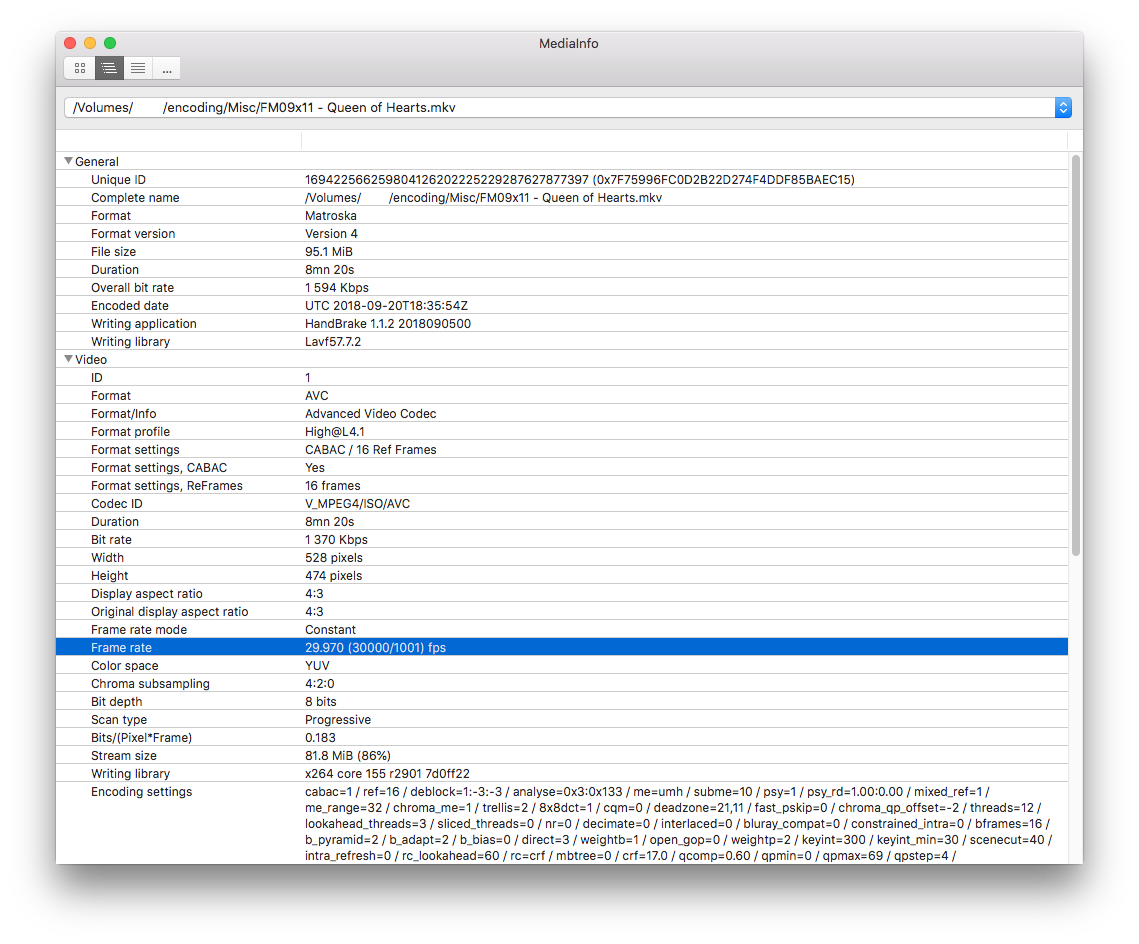 MediaInfo
...
/Volumes/ /encoding/Misc/FM09x11 - Queen of Hearts.mkv
General
Unique ID 169422566259804126202225229287627877397 (0x7F75996FC0D2B22D274F4DDF85BAEC15)
Complete name /Volumes/ /encoding/Misc/FM09x11 - Queen of Hearts.mkv
Format Matroska
Format version Version 4
File size 95.1 MiB
Duration 8mn 20s
Overall bit rate 1 594 Kbps
Encoded date UTC 2018-09-20T18:35:54Z
Writing application HandBrake 1.1.2 2018090500
Writing library Lavf57.7.2
Video
ID 1
Format AVC
Format/Info Advanced Video Codec
Format profile High@L4.1
Format settings CABAC / 16 Ref Frames
Format settings, CABAC Yes
Format settings, ReFrames 16 frames
Codec ID V_MPEG4/ISO/AVC
Duration 8mn 20s
Bit rate 1 370 Kbps
Width 528 pixels
Height 474 pixels
Display aspect ratio 4:3
Original display aspect ratio 4:3
Frame rate mode Constant
Frame rate 29.970 (30000/1001) fps
Color space YUV
Chroma subsampling 4:2:0
Bit depth 8 bits
Scan type Progressive
Bits/(Pixel*Frame) 0.183
Stream size 81.8 MiB (86%)
Writing library x264 core 155 r2901 7d0ff22
Encoding settings cabac=1 / ref=16 / deblock=1:-3:-3 / analyse=0x3:0x133 / me=umh / subme=10 / psy=1 / psy_rd=1.00:0.00 / mixed_ref=1 /
me_range=32 / chroma_me=1 / trellis=2 / 8x8dct=1 / cqm=0 / deadzone=21,11 / fast_pskip=0 / chroma_qp_offset=-2 / threads=12 /
lookahead_threads=3 / sliced_threads=0 / nr=0 / decimate=0 / interlaced=0 / bluray_compat=0 / constrained_intra=0 / bframes=16 /
b_pyramid=2 / b_adapt=2 / b_bias=0 / direct=3 / weightb=1 / open_gop=0 / weightp=2 / keyint=300 / keyint_min=30 / scenecut=40 /
intra_refresh=0 / rc_lookahead=60 / rc=crf / mbtree=0 / crf=17.0 / qcomp=0.60 / qpmin=0 / qpmax=69 / qpstep=4 /